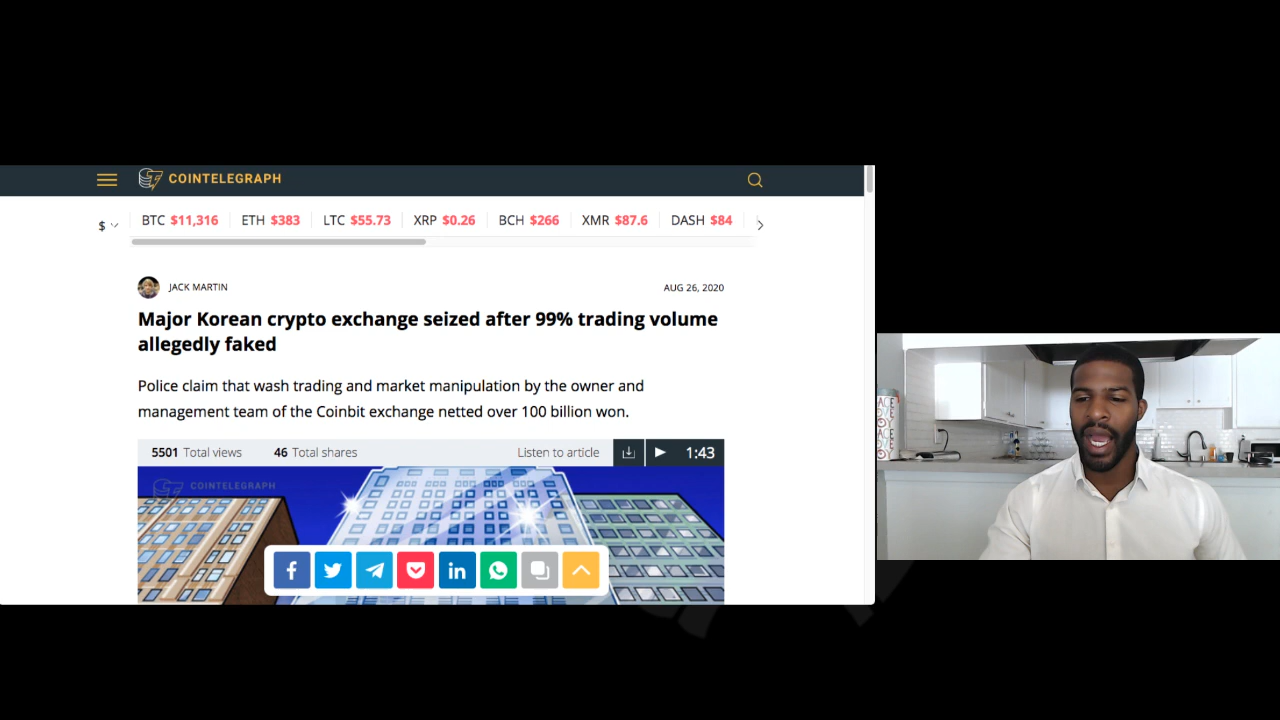 COINTELEGRAPH
$
BTC $11,316 ETH $383 LTC $55.73 XRP $0.26 BCH $266 XMR $87.6 DASH $84
JACK MARTIN
AUG 26, 2020
Major Korean crypto exchange seized after 99% trading volume
allegedly faked
Police claim that wash trading and market manipulation by the owner and
management team of the Coinbit exchange netted over 100 billion won.
5501 Total views 46 Total shares Listen to article 1:43
COINTELEGRAPH
f
in